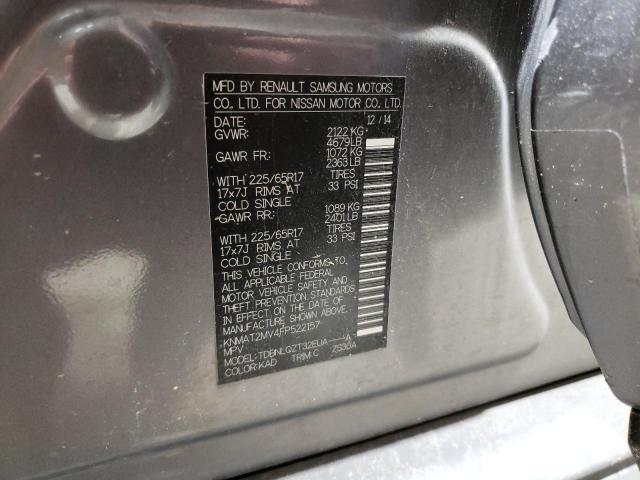 MFD BY RENAULT SAMSUNG MOTORS
CO., LTD. FOR NISSAN MOTOR CO., LTD.
DATE: 12 / 14
GVWR: 2122 KG
4679 LB
GAWR FR: 1072 KG
2363 LB
WITH 225/65R17 TIRES
17x7J RIMS AT 33 PSI
COLD SINGLE
GAWR RR: 1089 KG
2401 LB
WITH 225/65R17 TIRES
17x7J RIMS AT 33 PSI
COLD SINGLE
THIS VEHICLE CONFORMS TO
ALL APPLICABLE FEDERAL
MOTOR VEHICLE SAFETY AND
THEFT PREVENTION STANDARDS
IN EFFECT ON THE DATE OF
MANUFACTURE SHOWN ABOVE.
KNMAT2MV4FP522157
MPV
MODEL: TDBNLQZT32EUA-----A
COLOR: KAD TRIM: C ZS30A